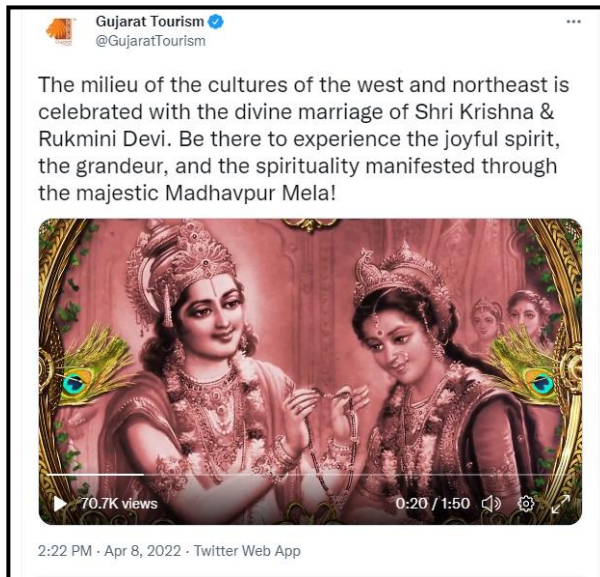 Gujarat Tourism
@GujaratTourism
The milieu of the cultures of the west and northeast is
celebrated with the divine marriage of Shri Krishna &
Rukmini Devi. Be there to experience the joyful spirit,
the grandeur, and the spirituality manifested through
the majestic Madhavpur Mela!
70.7K views
0:20 / 1:50
2:22 PM · Apr 8, 2022 · Twitter Web App